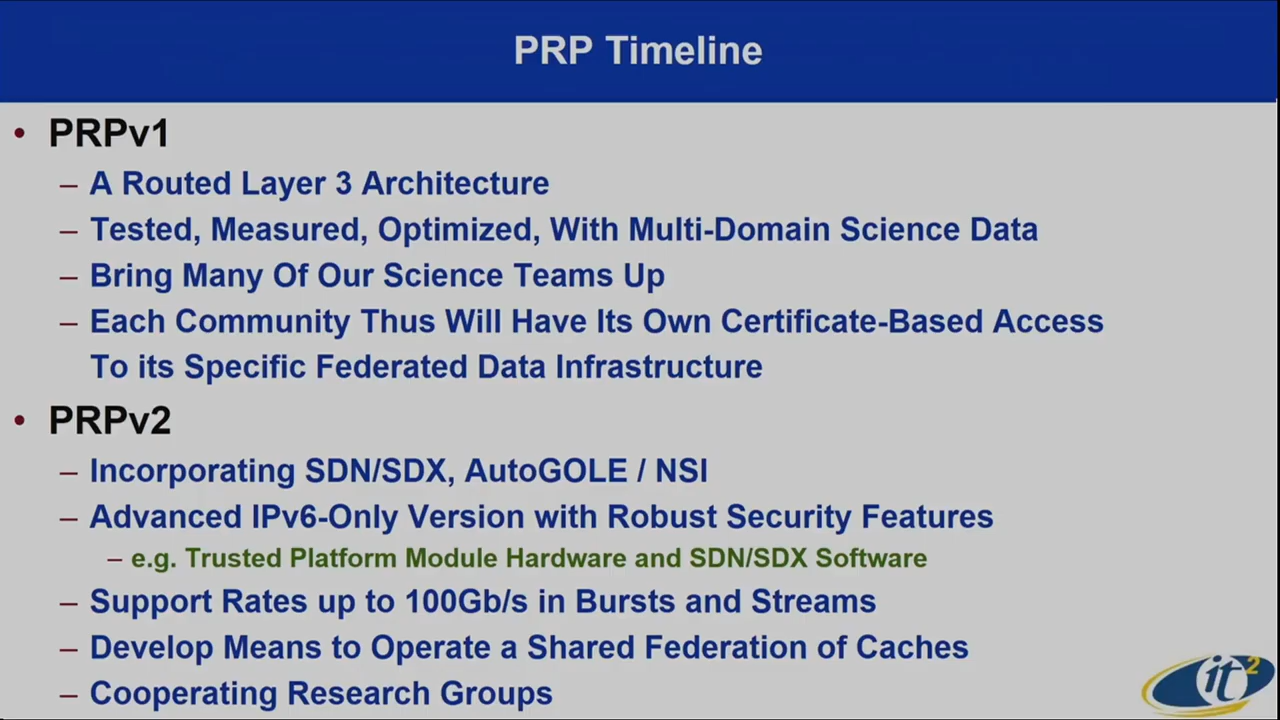 PRP Timeline
• PRPv1
– A Routed Layer 3 Architecture
– Tested, Measured, Optimized, With Multi-Domain Science Data
– Bring Many Of Our Science Teams Up
– Each Community Thus Will Have Its Own Certificate-Based Access
To its Specific Federated Data Infrastructure
• PRPv2
– Incorporating SDN/SDX, AutoGOLE / NSI
– Advanced IPv6-Only Version with Robust Security Features
– e.g. Trusted Platform Module Hardware and SDN/SDX Software
– Support Rates up to 100Gb/s in Bursts and Streams
– Develop Means to Operate a Shared Federation of Caches
– Cooperating Research Groups
it2